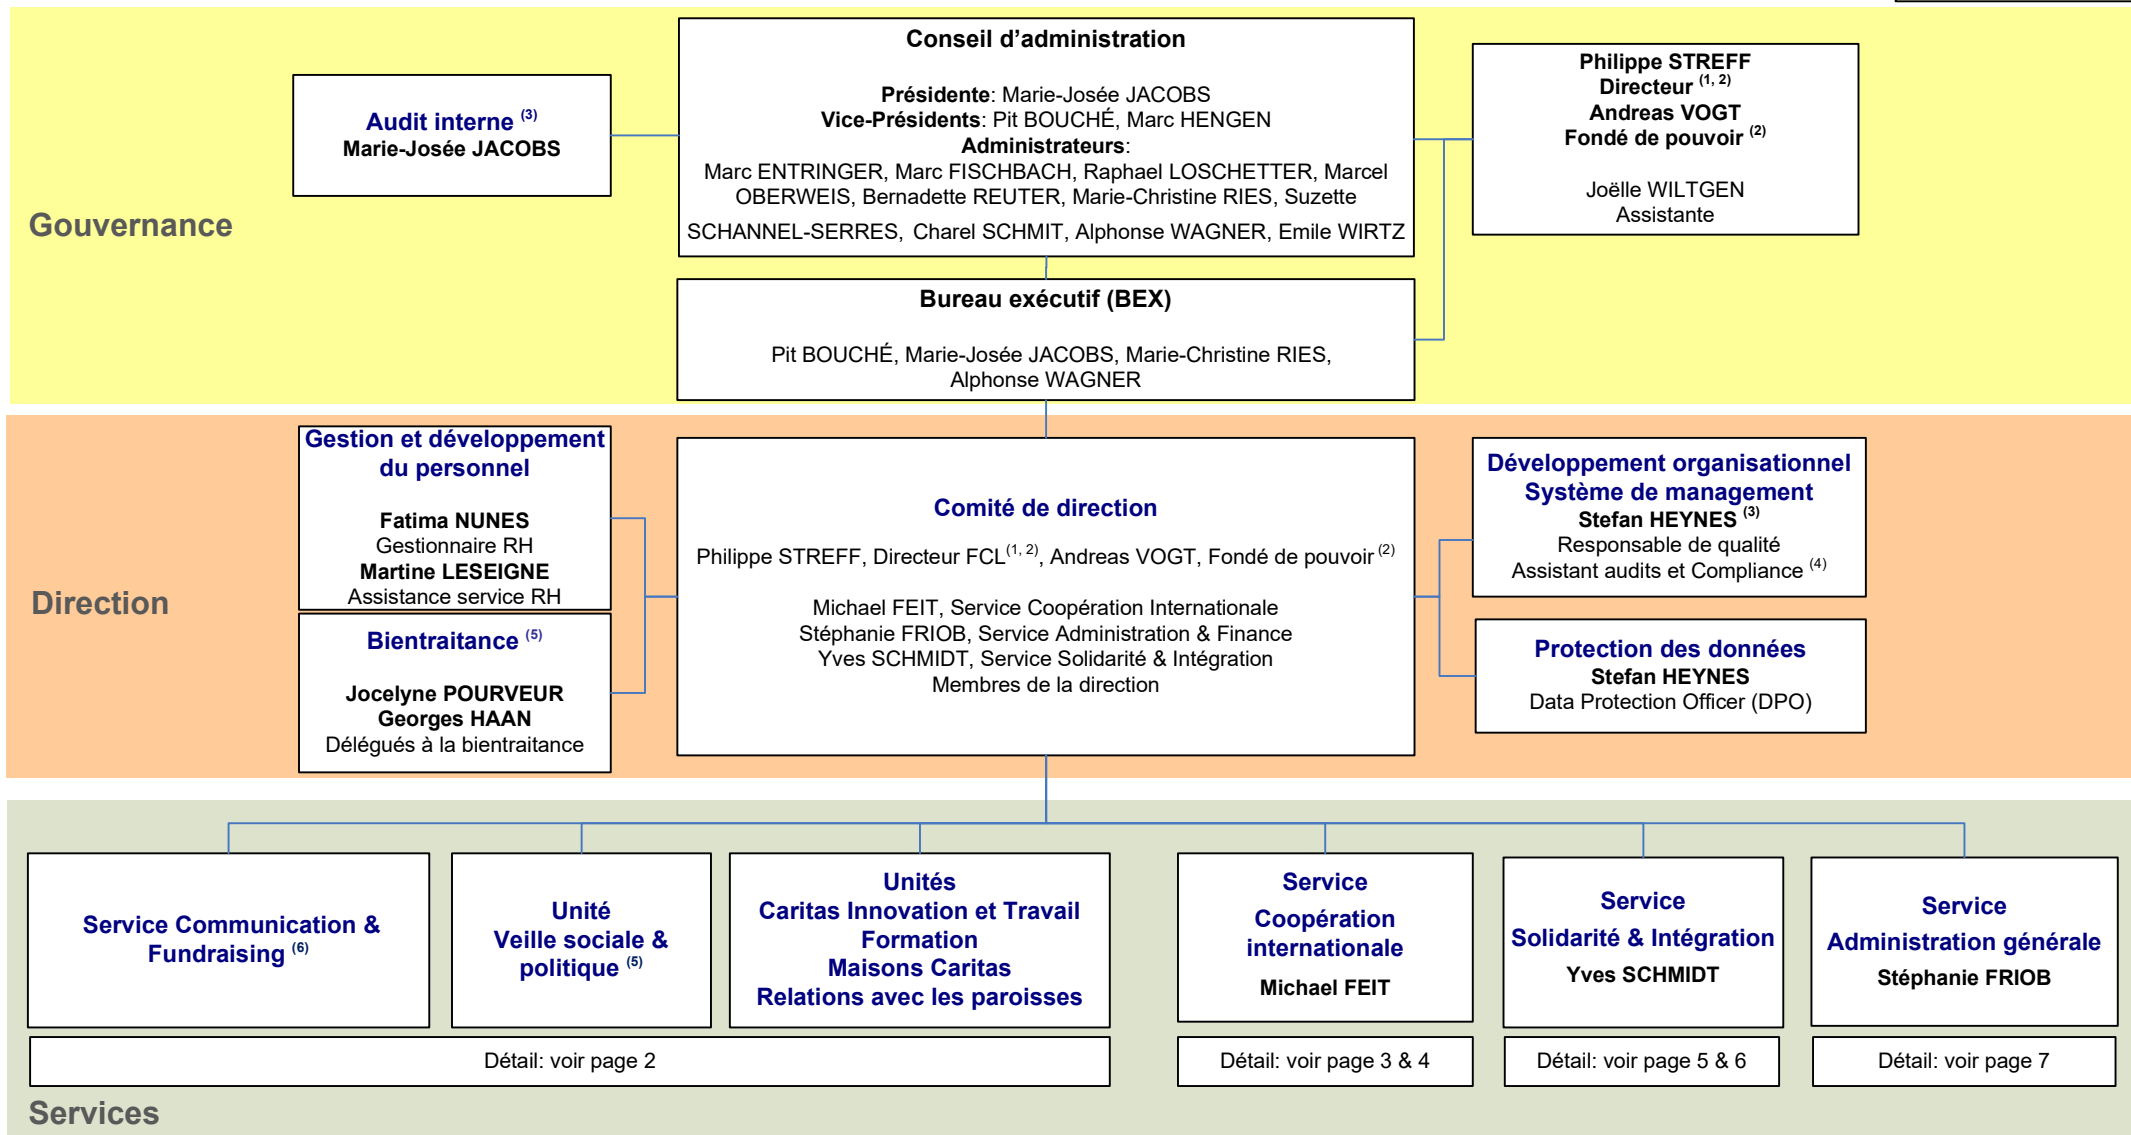 Gouvernance
Audit interne (3)
Marie-Josée JACOBS
Conseil d’administration
Présidente: Marie-Josée JACOBS
Vice-Présidents: Pit BOUCHÉ, Marc HENGEN
Administrateurs:
Marc ENTRINGER, Marc FISCHBACH, Raphael LOSCHETTER, Marcel
OBERWEIS, Bernadette REUTER, Marie-Christine RIES, Suzette
SCHANNEL-SERRES, Charel SCHMIT, Alphonse WAGNER, Emile WIRTZ
Philippe STREFF
Directeur (1, 2)
Andreas VOGT
Fondé de pouvoir (2)
Joëlle WILTGEN
Assistante
Bureau exécutif (BEX)
Pit BOUCHÉ, Marie-Josée JACOBS, Marie-Christine RIES,
Alphonse WAGNER
Direction
Gestion et développement
du personnel
Fatima NUNES
Gestionnaire RH
Martine LESEIGNE
Assistance service RH
Bientraitance (5)
Jocelyne POURVEUR
Georges HAAN
Délégués à la bientraitance
Comité de direction
Philippe STREFF, Directeur FCL(1, 2), Andreas VOGT, Fondé de pouvoir (2)
Michael FEIT, Service Coopération Internationale
Stéphanie FRIOB, Service Administration & Finance
Yves SCHMIDT, Service Solidarité & Intégration
Membres de la direction
Développement organisationnel
Système de management
Stefan HEYNES (3)
Responsable de qualité
Assistant audits et Compliance (4)
Protection des données
Stefan HEYNES
Data Protection Officer (DPO)
Service Communication &
Fundraising (6)
Unité
Veille sociale &
politique (5)
Unités
Caritas Innovation et Travail
Formation
Maisons Caritas
Relations avec les paroisses
Service
Coopération
internationale
Michael FEIT
Service
Solidarité & Intégration
Yves SCHMIDT
Service
Administration générale
Stéphanie FRIOB
Détail: voir page 2
Détail: voir page 3 & 4
Détail: voir page 5 & 6
Détail: voir page 7
Services